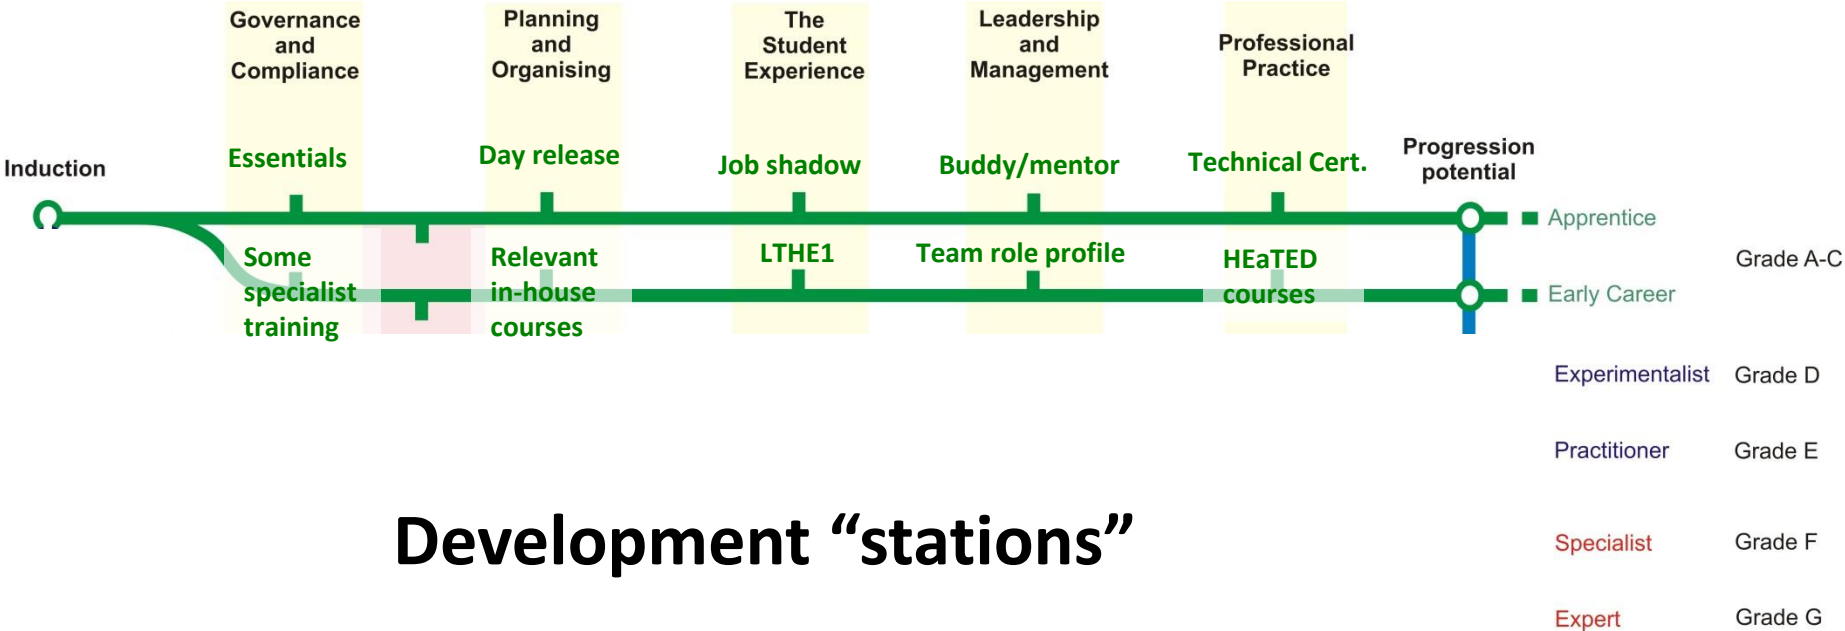 Governance
and
Compliance
Planning
and
Organising
The
Student
Experience
Leadership
and
Management
Professional
Practice
Induction
Essentials
Day release
Job shadow
Buddy/mentor
Technical Cert.
Progression
potential
Apprentice
Some
specialist
training
Relevant
in-house
courses
LTHE1
Team role profile
HEaTED
courses
Grade A-C
Early Career
Experimentalist Grade D
Practitioner Grade E
Development “stations”
Specialist Grade F
Expert Grade G